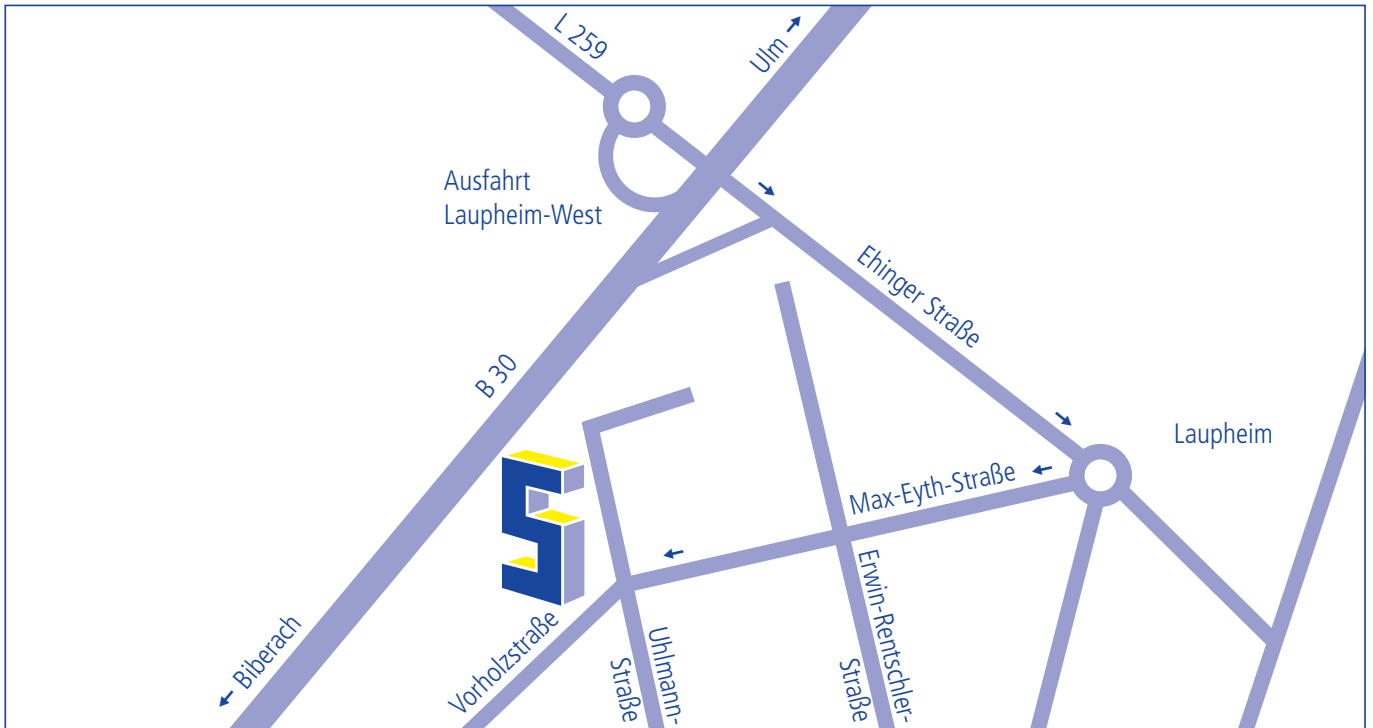 L 259
Ulm
Ausfahrt
Laupheim-West
Ehinger Straße
B 30
Laupheim
Max-Eyth-Straße
Erwin-Rentschler-
Straße
Biberach
Vorholzstraße
Uhlmann-
Straße